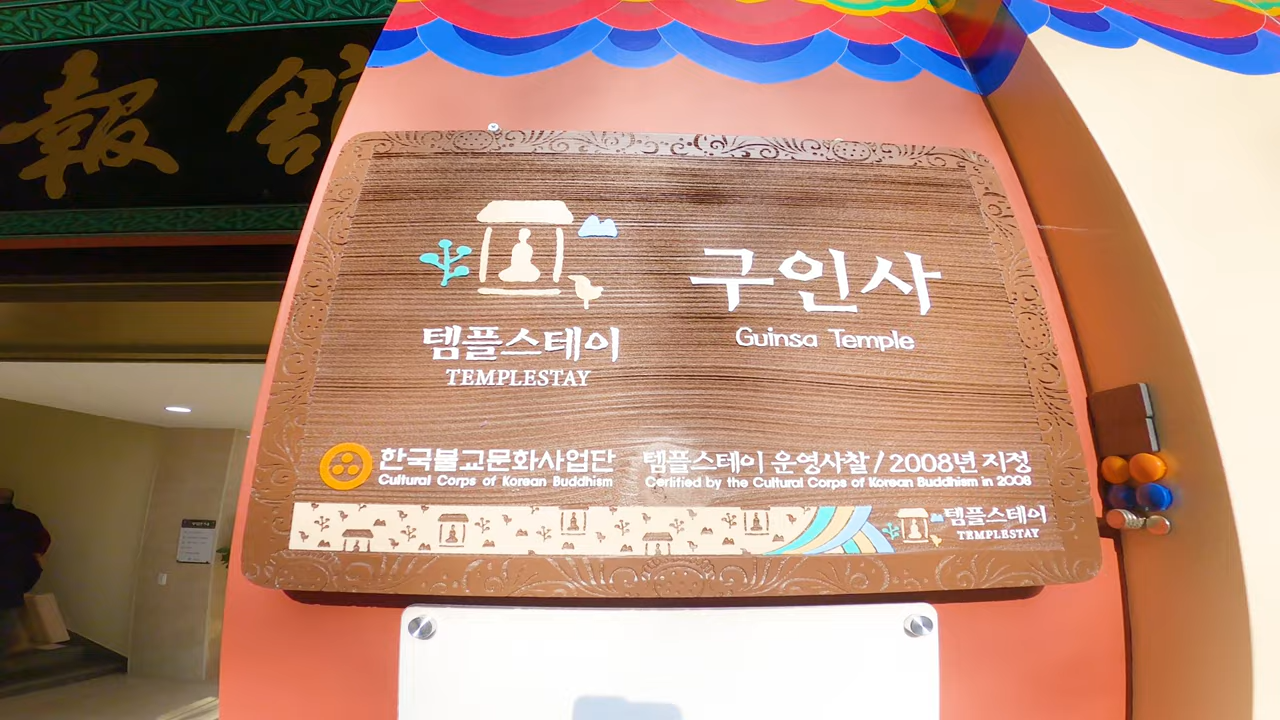 報 舘
구인사
Guinsa Temple
템플스테이
TEMPLESTAY
한국불교문화사업단
Cultural Corps of Korean Buddhism
템플스테이 운영사찰 / 2008년 지정
Certified by the Cultural Corps of Korean Buddhism in 2008
템플스테이
TEMPLESTAY